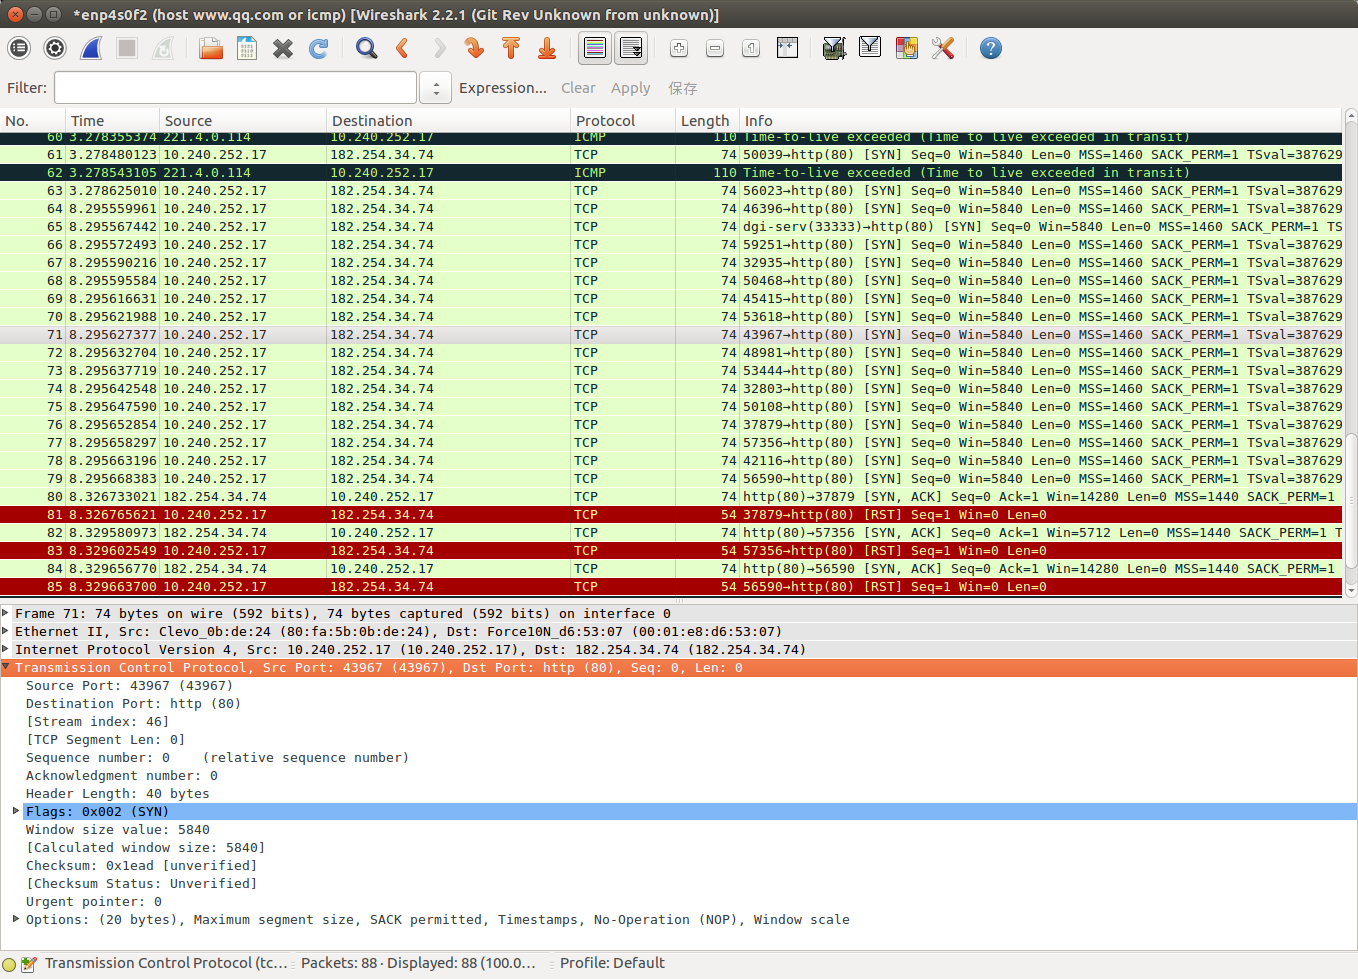 *enp4s0f2 (host www.qq.com or icmp) [Wireshark 2.2.1 (Git Rev Unknown from unknown)]
Filter: Expression... Clear Apply 保存
No. Time Source Destination Protocol Length Info
60 3.278355374 221.4.0.114 10.240.252.17 ICMP 110 Time-to-live exceeded (Time to live exceeded in transit)
61 3.278480123 10.240.252.17 182.254.34.74 TCP 74 50039→http(80) [SYN] Seq=0 Win=5840 Len=0 MSS=1460 SACK_PERM=1 TSval=387629
62 3.278543105 221.4.0.114 10.240.252.17 ICMP 110 Time-to-live exceeded (Time to live exceeded in transit)
63 3.278625010 10.240.252.17 182.254.34.74 TCP 74 56023→http(80) [SYN] Seq=0 Win=5840 Len=0 MSS=1460 SACK_PERM=1 TSval=387629
64 8.295559961 10.240.252.17 182.254.34.74 TCP 74 46396→http(80) [SYN] Seq=0 Win=5840 Len=0 MSS=1460 SACK_PERM=1 TSval=387629
65 8.295567442 10.240.252.17 182.254.34.74 TCP 74 dgi-serv(33333)→http(80) [SYN] Seq=0 Win=5840 Len=0 MSS=1460 SACK_PERM=1 TS
66 8.295572493 10.240.252.17 182.254.34.74 TCP 74 59251→http(80) [SYN] Seq=0 Win=5840 Len=0 MSS=1460 SACK_PERM=1 TSval=387629
67 8.295590216 10.240.252.17 182.254.34.74 TCP 74 32935→http(80) [SYN] Seq=0 Win=5840 Len=0 MSS=1460 SACK_PERM=1 TSval=387629
68 8.295595584 10.240.252.17 182.254.34.74 TCP 74 50468→http(80) [SYN] Seq=0 Win=5840 Len=0 MSS=1460 SACK_PERM=1 TSval=387629
69 8.295616631 10.240.252.17 182.254.34.74 TCP 74 45415→http(80) [SYN] Seq=0 Win=5840 Len=0 MSS=1460 SACK_PERM=1 TSval=387629
70 8.295621988 10.240.252.17 182.254.34.74 TCP 74 53618→http(80) [SYN] Seq=0 Win=5840 Len=0 MSS=1460 SACK_PERM=1 TSval=387629
71 8.295627377 10.240.252.17 182.254.34.74 TCP 74 43967→http(80) [SYN] Seq=0 Win=5840 Len=0 MSS=1460 SACK_PERM=1 TSval=387629
72 8.295632704 10.240.252.17 182.254.34.74 TCP 74 48981→http(80) [SYN] Seq=0 Win=5840 Len=0 MSS=1460 SACK_PERM=1 TSval=387629
73 8.295637719 10.240.252.17 182.254.34.74 TCP 74 53444→http(80) [SYN] Seq=0 Win=5840 Len=0 MSS=1460 SACK_PERM=1 TSval=387629
74 8.295642548 10.240.252.17 182.254.34.74 TCP 74 32803→http(80) [SYN] Seq=0 Win=5840 Len=0 MSS=1460 SACK_PERM=1 TSval=387629
75 8.295647590 10.240.252.17 182.254.34.74 TCP 74 50108→http(80) [SYN] Seq=0 Win=5840 Len=0 MSS=1460 SACK_PERM=1 TSval=387629
76 8.295652854 10.240.252.17 182.254.34.74 TCP 74 37879→http(80) [SYN] Seq=0 Win=5840 Len=0 MSS=1460 SACK_PERM=1 TSval=387629
77 8.295658297 10.240.252.17 182.254.34.74 TCP 74 57356→http(80) [SYN] Seq=0 Win=5840 Len=0 MSS=1460 SACK_PERM=1 TSval=387629
78 8.295663196 10.240.252.17 182.254.34.74 TCP 74 42116→http(80) [SYN] Seq=0 Win=5840 Len=0 MSS=1460 SACK_PERM=1 TSval=387629
79 8.295668383 10.240.252.17 182.254.34.74 TCP 74 56590→http(80) [SYN] Seq=0 Win=5840 Len=0 MSS=1460 SACK_PERM=1 TSval=387629
80 8.326733021 182.254.34.74 10.240.252.17 TCP 74 http(80)→37879 [SYN, ACK] Seq=0 Ack=1 Win=14280 Len=0 MSS=1440 SACK_PERM=1
81 8.326765621 10.240.252.17 182.254.34.74 TCP 54 37879→http(80) [RST] Seq=1 Win=0 Len=0
82 8.329580973 182.254.34.74 10.240.252.17 TCP 74 http(80)→57356 [SYN, ACK] Seq=0 Ack=1 Win=5712 Len=0 MSS=1440 SACK_PERM=1 T
83 8.329602549 10.240.252.17 182.254.34.74 TCP 54 57356→http(80) [RST] Seq=1 Win=0 Len=0
84 8.329656770 182.254.34.74 10.240.252.17 TCP 74 http(80)→56590 [SYN, ACK] Seq=0 Ack=1 Win=14280 Len=0 MSS=1440 SACK_PERM=1
85 8.329663700 10.240.252.17 182.254.34.74 TCP 54 56590→http(80) [RST] Seq=1 Win=0 Len=0
Frame 71: 74 bytes on wire (592 bits), 74 bytes captured (592 bits) on interface 0
Ethernet II, Src: Clevo_0b:de:24 (80:fa:5b:0b:de:24), Dst: Force10N_d6:53:07 (00:01:e8:d6:53:07)
Internet Protocol Version 4, Src: 10.240.252.17 (10.240.252.17), Dst: 182.254.34.74 (182.254.34.74)
Transmission Control Protocol, Src Port: 43967 (43967), Dst Port: http (80), Seq: 0, Len: 0
Source Port: 43967 (43967)
Destination Port: http (80)
[Stream index: 46]
[TCP Segment Len: 0]
Sequence number: 0 (relative sequence number)
Acknowledgment number: 0
Header Length: 40 bytes
Flags: 0x002 (SYN)
Window size value: 5840
[Calculated window size: 5840]
Checksum: 0x1ead [unverified]
[Checksum Status: Unverified]
Urgent pointer: 0
Options: (20 bytes), Maximum segment size, SACK permitted, Timestamps, No-Operation (NOP), Window scale
Transmission Control Protocol (tc... Packets: 88 · Displayed: 88 (100.0... Profile: Default